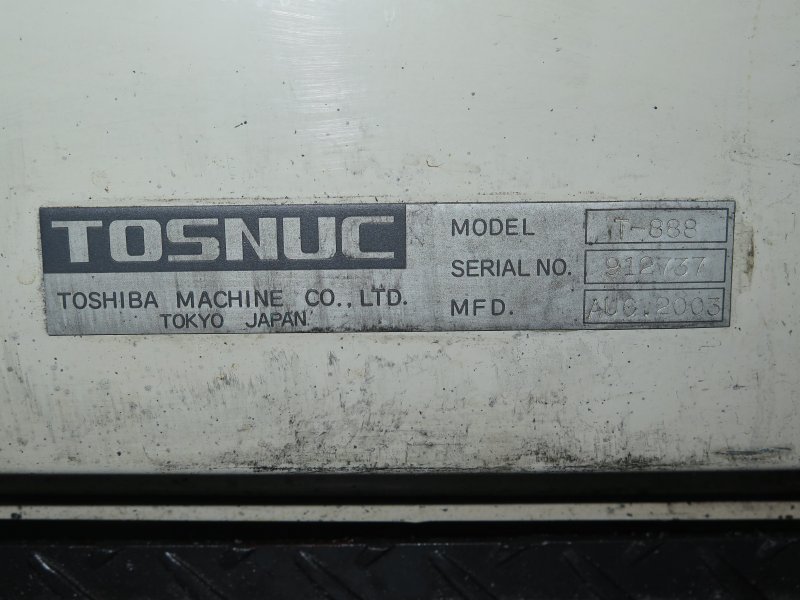 TOSNUC
TOSHIBA MACHINE CO., LTD.
TOKYO JAPAN
MODEL T-888
SERIAL NO. 912737
MFD. AUG. 2003